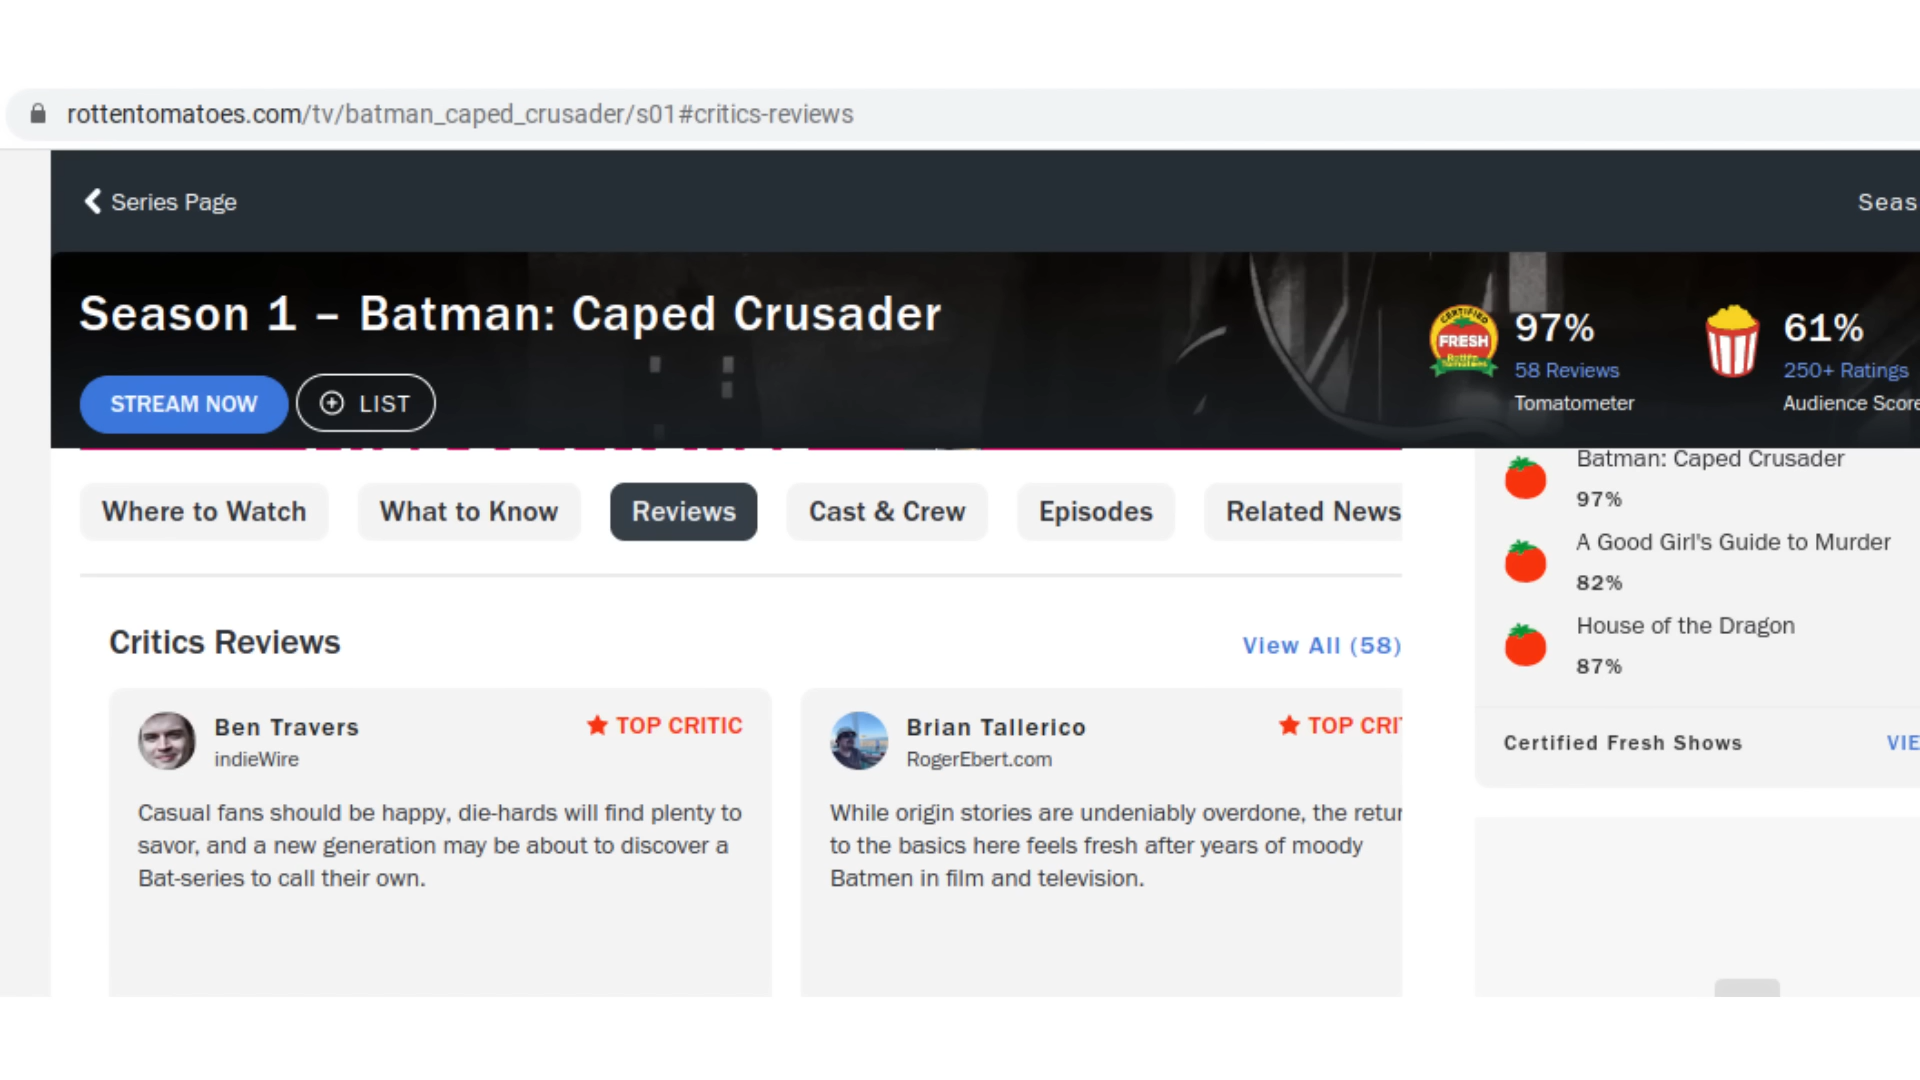 rottentomatoes.com/tv/batman_caped_crusader/s01#critics-reviews
Series Page
Seas
Season 1 – Batman: Caped Crusader
CERTIFIED
FRESH
Rotten
Tomatoes
97%
58 Reviews
Tomatometer
61%
250+ Ratings
Audience Score
STREAM NOW
LIST
Where to Watch
What to Know
Reviews
Cast & Crew
Episodes
Related News
Batman: Caped Crusader
97%
A Good Girl's Guide to Murder
82%
House of the Dragon
87%
Certified Fresh Shows
VIE
Critics Reviews
View All (58)
Ben Travers
indieWire
TOP CRITIC
Casual fans should be happy, die-hards will find plenty to
savor, and a new generation may be about to discover a
Bat-series to call their own.
Brian Tallerico
RogerEbert.com
TOP CRIT
While origin stories are undeniably overdone, the retur
to the basics here feels fresh after years of moody
Batmen in film and television.